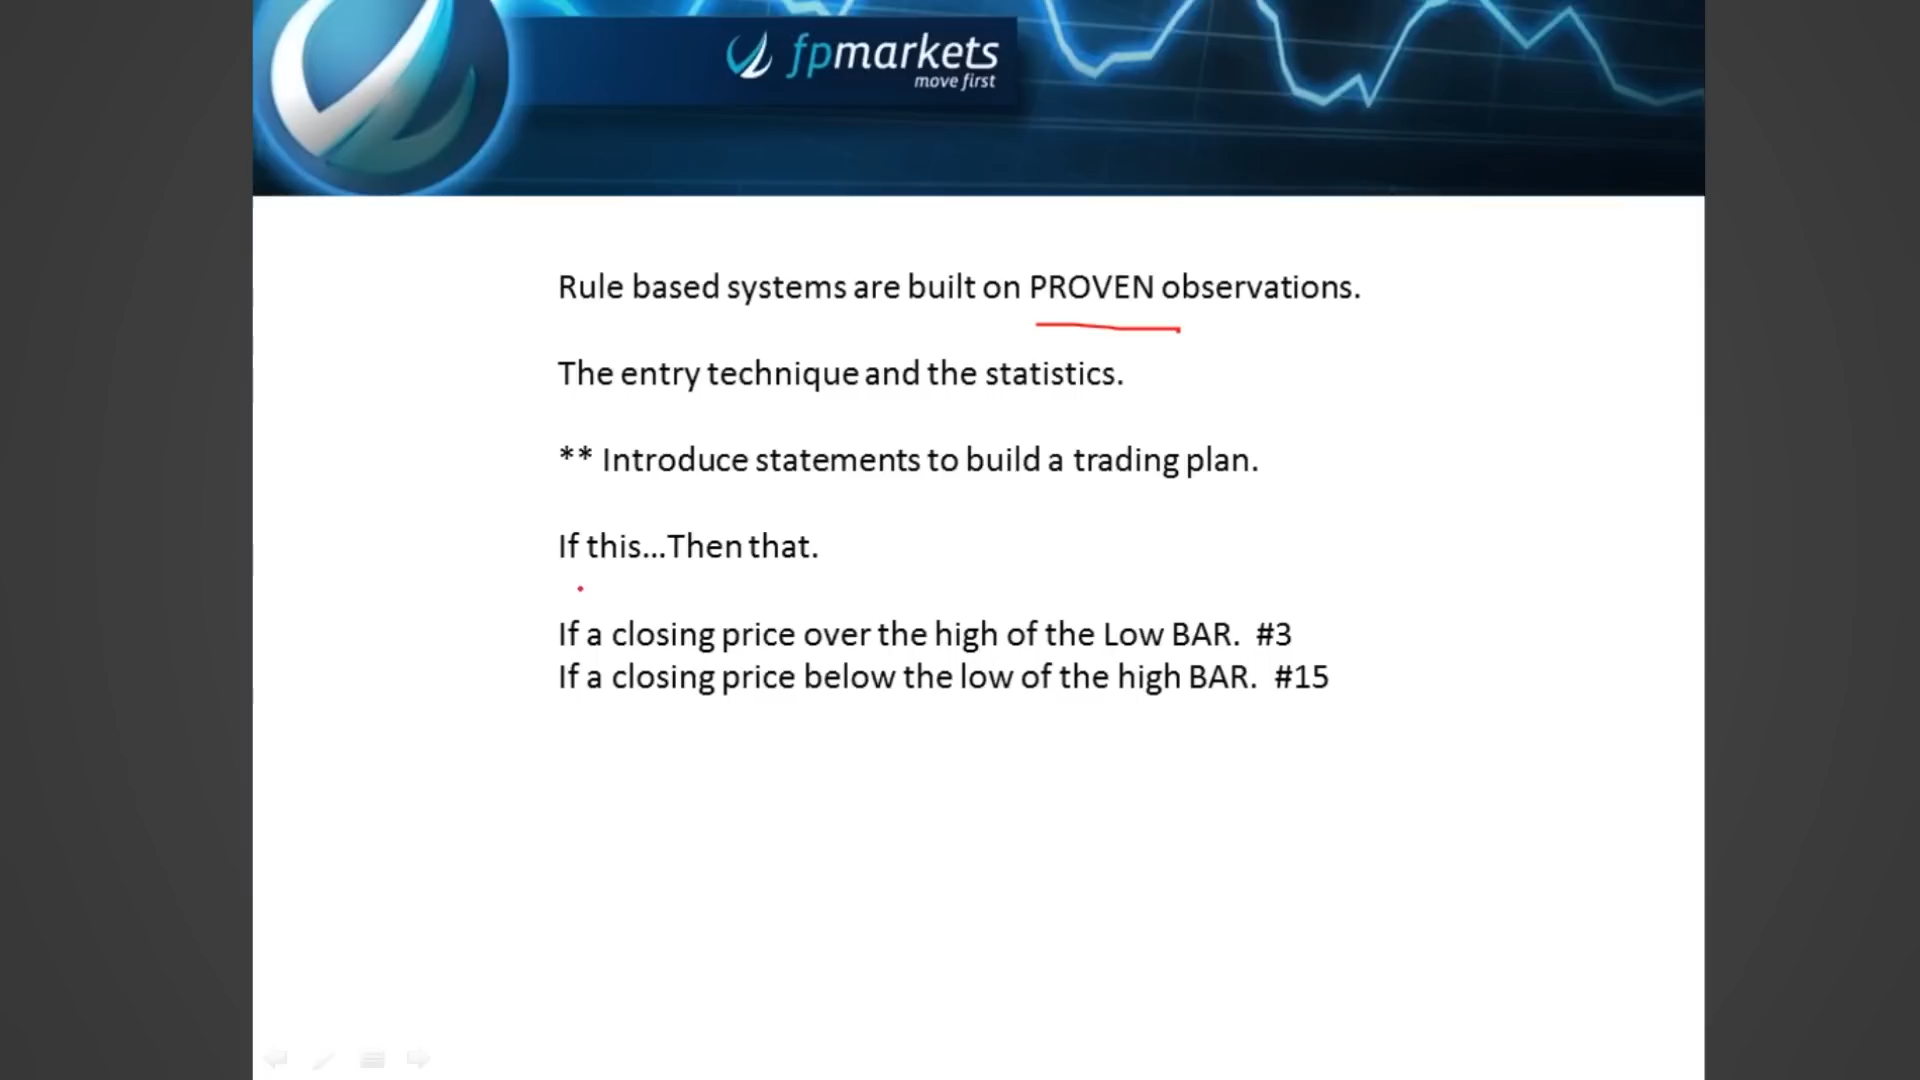 fpmarkets
move first
Rule based systems are built on PROVEN observations.
The entry technique and the statistics.
** Introduce statements to build a trading plan.
If this...Then that.
If a closing price over the high of the Low BAR.  #3
If a closing price below the low of the high BAR.  #15